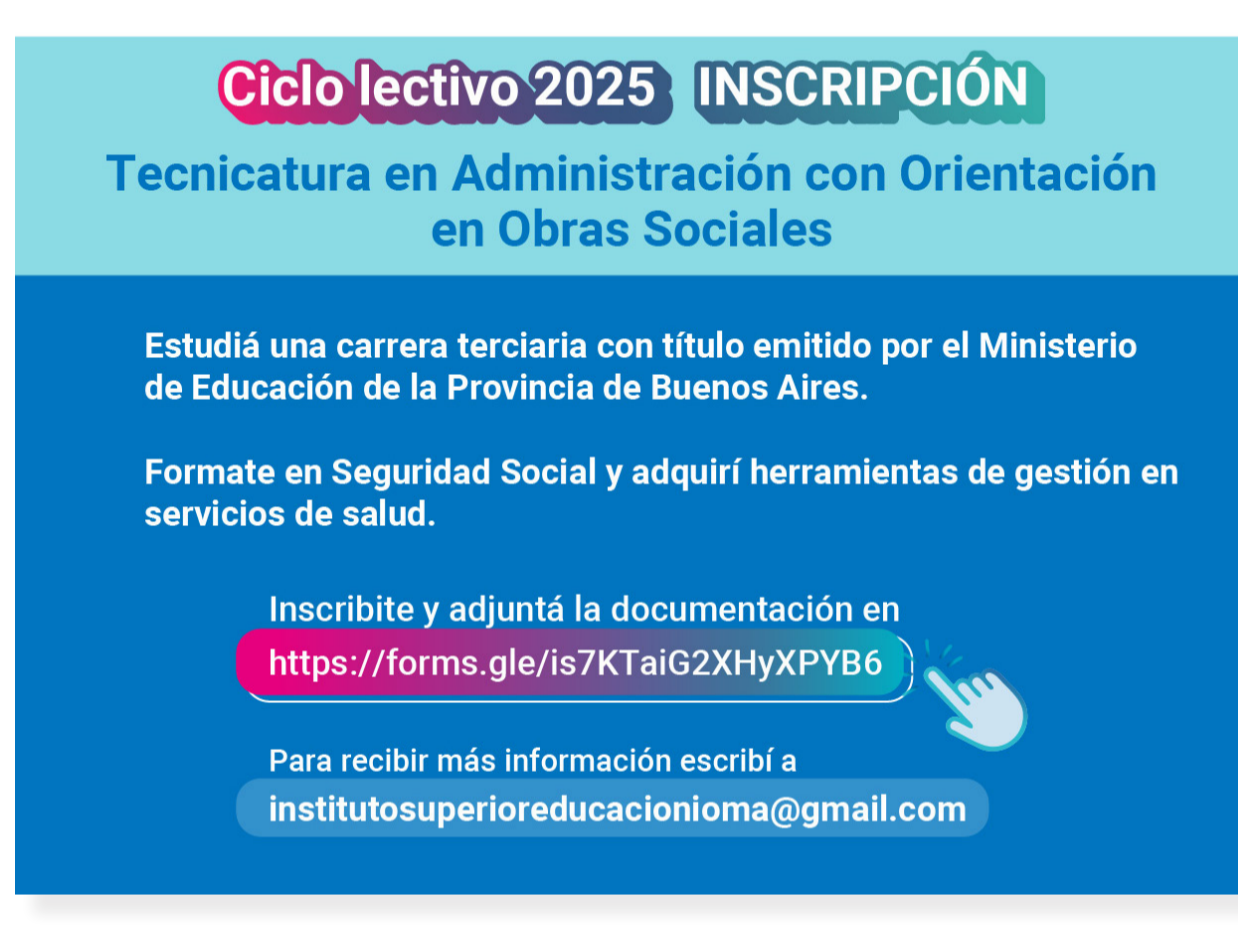 Ciclo lectivo 2025 INSCRIPCIÓN
Tecnicatura en Administración con Orientación
en Obras Sociales
Estudiá una carrera terciaria con título emitido por el Ministerio
de Educación de la Provincia de Buenos Aires.
Formate en Seguridad Social y adquirí herramientas de gestión en
servicios de salud.
Inscribite y adjuntá la documentación en
https://forms.gle/is7KTaiG2XHyXPYB6
Para recibir más información escribí a
institutosuperioreducacionioma@gmail.com